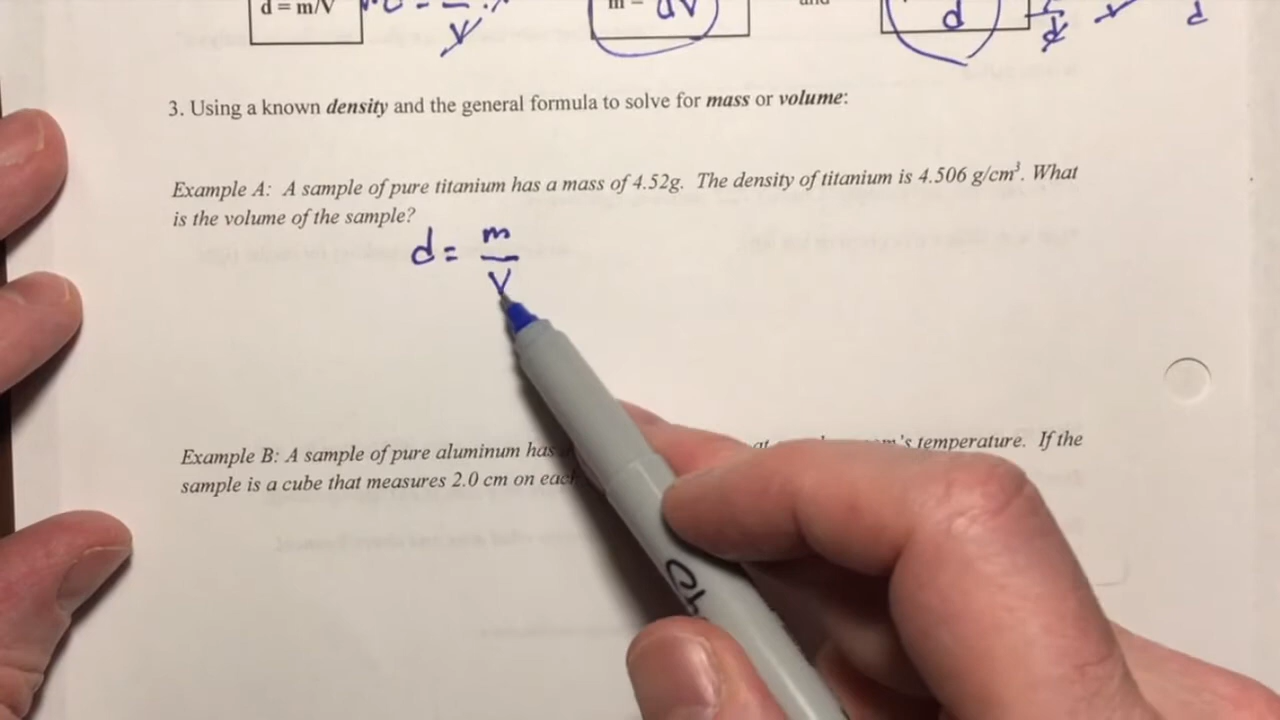 d = m/V
m = dV
and
d
d
3. Using a known density and the general formula to solve for mass or volume:
Example A: A sample of pure titanium has a mass of 4.52g. The density of titanium is 4.506 g/cm³. What
is the volume of the sample?
d = m
V
Example B: A sample of pure aluminum has temperature. If the
sample is a cube that measures 2.0 cm on each